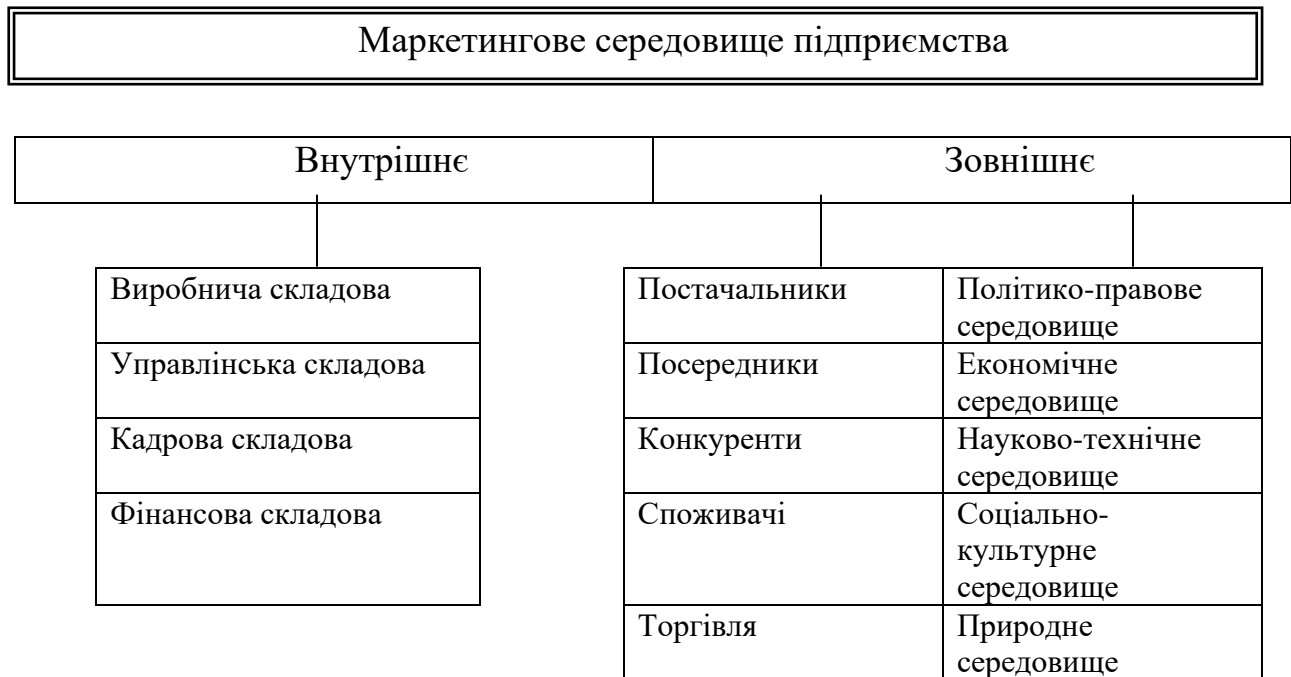 Маркетингове середовище підприємства
Внутрішнє
Зовнішнє
Виробнича складова
Управлінська складова
Кадрова складова
Фінансова складова
Постачальники
Політико-правове
середовище
Посередники
Економічне
середовище
Конкуренти
Науково-технічне
середовище
Споживачі
Соціально-
культурне
середовище
Торгівля
Природне
середовище